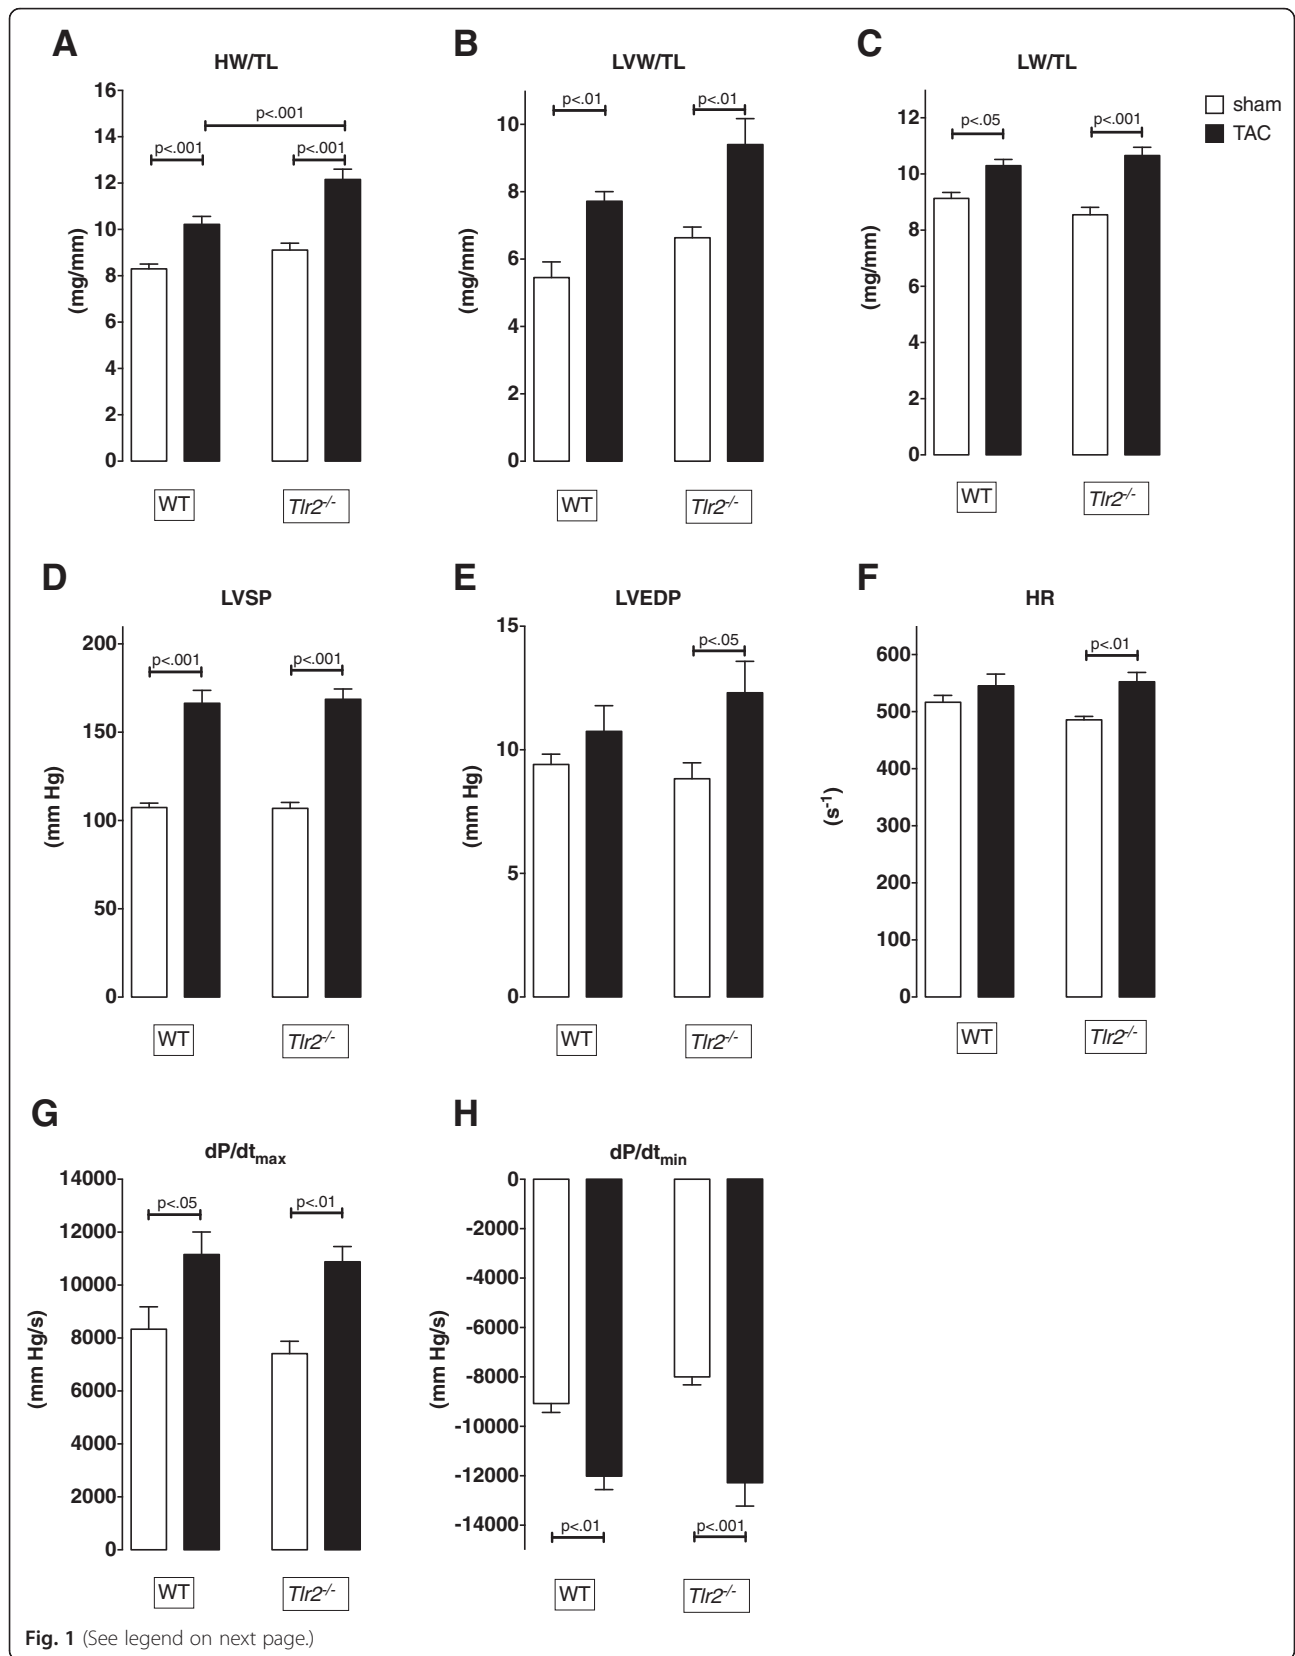 A
HW/TL
16
14
12
10
8
6
4
2
0
(mg/mm)
p<.001
p<.001
p<.001
WT
Tlr2-/-
B
LVW/TL
10
8
6
4
2
0
(mg/mm)
p<.01
p<.01
WT
Tlr2-/-
C
LW/TL
12
10
8
6
4
2
0
(mg/mm)
p<.05
p<.001
WT
Tlr2-/-
sham
TAC
D
LVSP
200
150
100
50
0
(mm Hg)
p<.001
p<.001
WT
Tlr2-/-
E
LVEDP
15
10
5
0
(mm Hg)
p<.05
WT
Tlr2-/-
F
HR
600
500
400
300
200
100
0
(s-1)
p<.01
WT
Tlr2-/-
G
dP/dtmax
14000
12000
10000
8000
6000
4000
2000
0
(mm Hg/s)
p<.05
p<.01
WT
Tlr2-/-
H
dP/dtmin
0
-2000
-4000
-6000
-8000
-10000
-12000
-14000
(mm Hg/s)
p<.01
p<.001
WT
Tlr2-/-
Fig. 1 (See legend on next page.)